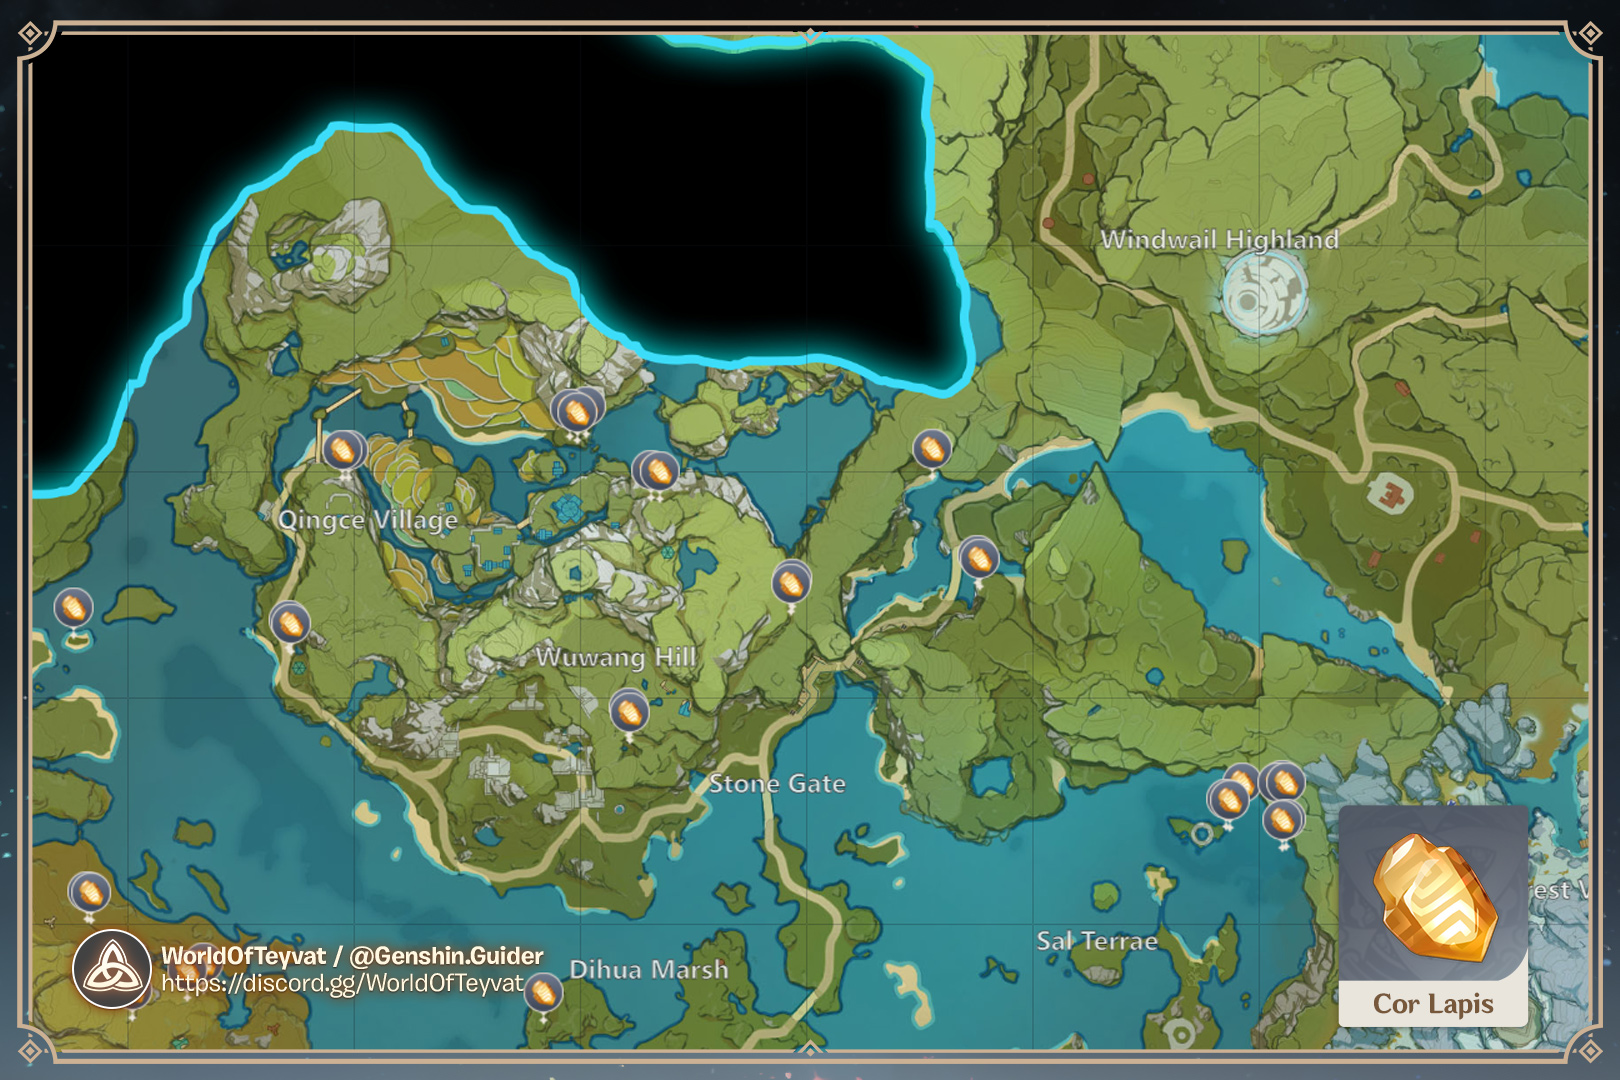 Windwail Highland
Qingce Village
Wuwang Hill
Stone Gate
Sal Terrae
Dihua Marsh
WorldOfTeyvat / @Genshin.Guider
https://discord.gg/WorldOfTeyvat
Cor Lapis